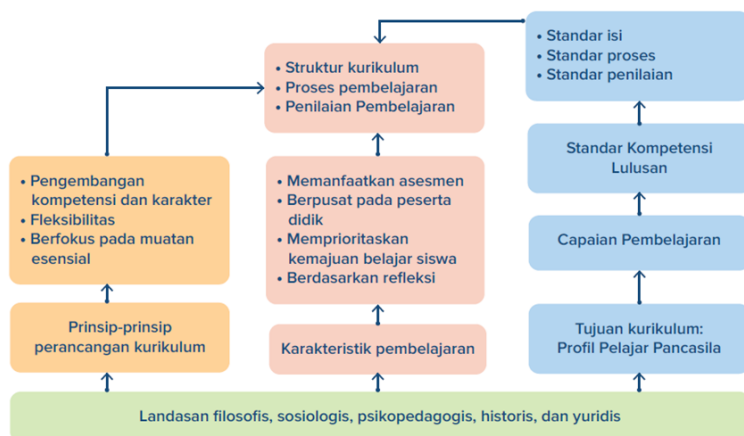 • Standar isi
• Standar proses
• Standar penilaian
• Struktur kurikulum
• Proses pembelajaran
• Penilaian Pembelajaran
Standar Kompetensi
Lulusan
• Pengembangan
kompetensi dan karakter
• Fleksibilitas
• Berfokus pada muatan
esensial
• Memanfaatkan asesmen
• Berpusat pada peserta
didik
• Memprioritaskan
kemajuan belajar siswa
• Berdasarkan refleksi
Capaian Pembelajaran
Prinsip-prinsip
perancangan kurikulum
Karakteristik pembelajaran
Tujuan kurikulum:
Profil Pelajar Pancasila
Landasan filosofis, sosiologis, psikopedagogis, historis, dan yuridis